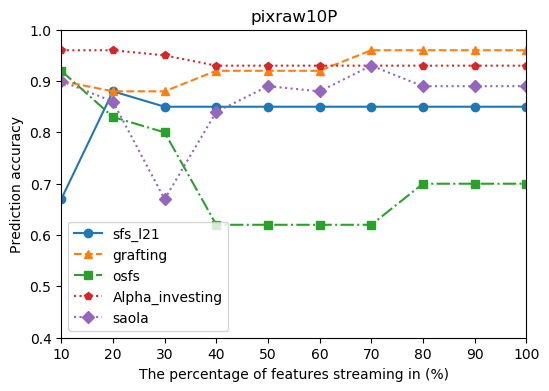 pixraw10P
1.0
0.9
0.8
0.7
0.6
0.5
0.4
Prediction accuracy
sfs_l21
grafting
osfs
Alpha_investing
saola
10 20 30 40 50 60 70 80 90 100
The percentage of features streaming in (%)